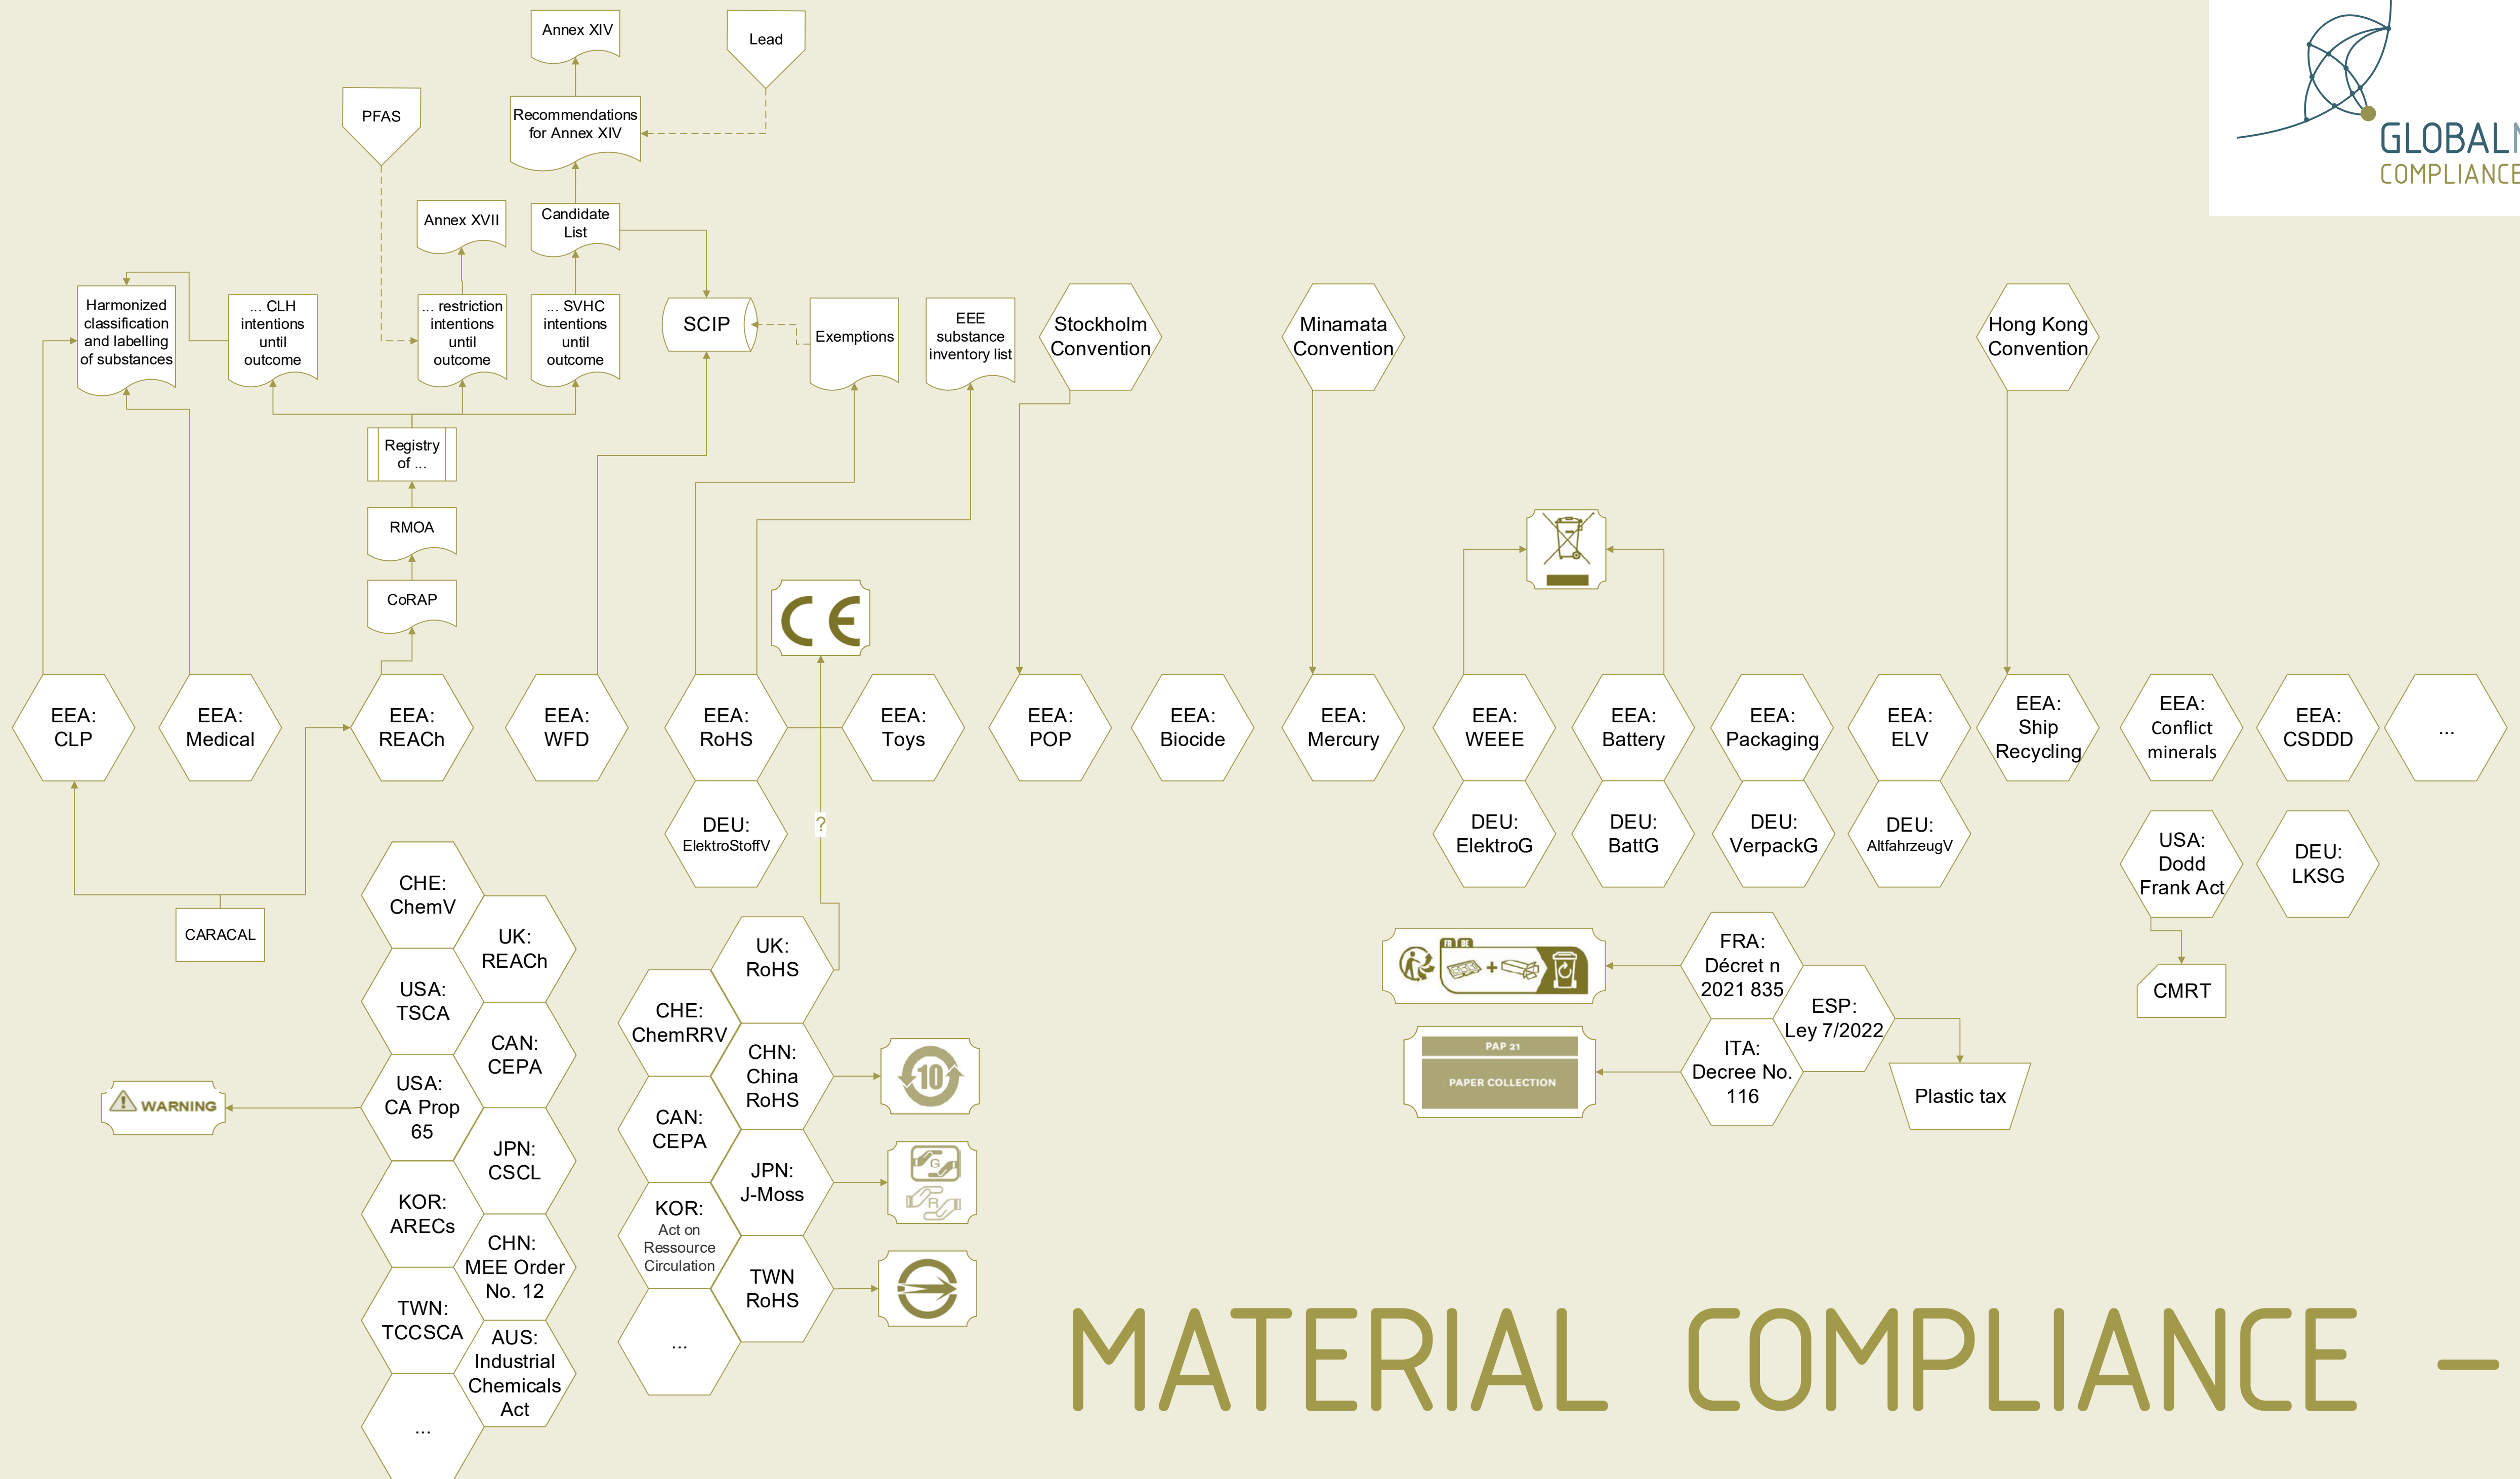 Annex XIV
Lead
PFAS
Recommendations
for Annex XIV
GLOBAL
COMPLIANCE
Annex XVII
Candidate
List
Harmonized
classification
and labelling
of substances
... CLH
intentions
until
outcome
... restriction
intentions
until
outcome
... SVHC
intentions
until
outcome
SCIP
Exemptions
EEE
substance
inventory list
Stockholm
Convention
Minamata
Convention
Hong Kong
Convention
Registry
of ...
RMOA
CoRAP
CE
EEA:
CLP
EEA:
Medical
EEA:
REACh
EEA:
WFD
EEA:
RoHS
EEA:
Toys
EEA:
POP
EEA:
Biocide
EEA:
Mercury
EEA:
WEEE
EEA:
Battery
EEA:
Packaging
EEA:
ELV
EEA:
Ship
Recycling
EEA:
Conflict
minerals
EEA:
CSDDD
...
DEU:
ElektroStoffV
?
DEU:
ElektroG
DEU:
BattG
DEU:
VerpackG
DEU:
AltfahrzeugV
USA:
Dodd
Frank Act
DEU:
LKSG
CARACAL
CHE:
ChemV
UK:
REACh
USA:
TSCA
CAN:
CEPA
USA:
CA Prop
65
WARNING
JPN:
CSCL
KOR:
ARECs
CHN:
MEE Order
No. 12
TWN:
TCCSCA
AUS:
Industrial
Chemicals
Act
...
UK:
RoHS
CHE:
ChemRRV
CHN:
China
RoHS
10
CAN:
CEPA
JPN:
J-Moss
G
R
KOR:
Act on
Ressource
Circulation
TWN
RoHS
...
FR BE
+
FRA:
Décret n
2021 835
ESP:
Ley 7/2022
ITA:
Decree No.
116
PAP 21
PAPER COLLECTION
Plastic tax
CMRT
MATERIAL COMPLIANCE –